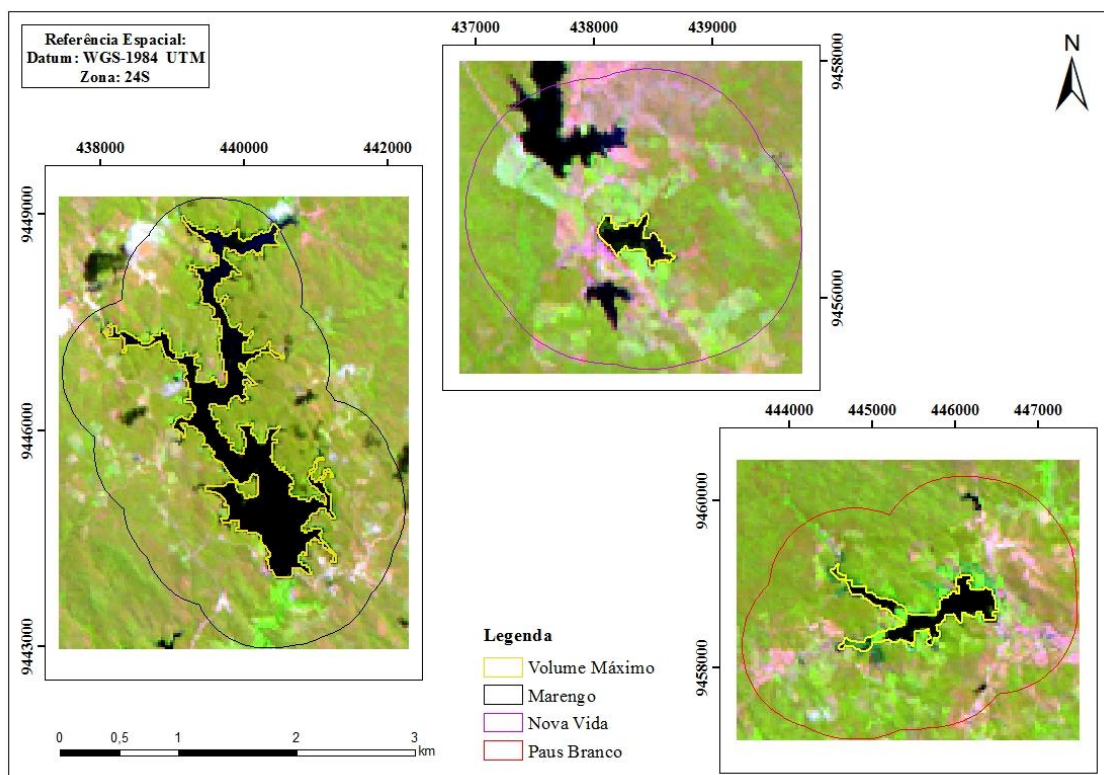 Referência Espacial:
Datum: WGS-1984 UTM
Zona: 24S
437000 438000 439000
N
9458000
9456000
438000 440000 442000
9449000
9446000
9443000
444000 445000 446000 447000
9460000
9458000
Legenda
Volume Máximo
Marengo
Nova Vida
Paus Branco
0 0,5 1 2 3
km